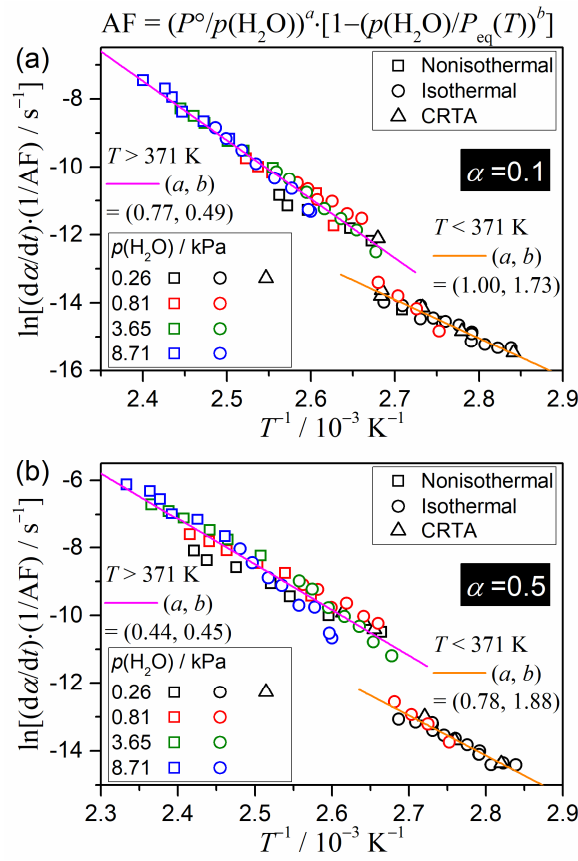 AF = (P°/p(H₂O))ᵃ·[1−(p(H₂O)/P_eq(T))ᵇ]
(a)
Nonisothermal
Isothermal
CRTA
T > 371 K
(a, b)
= (0.77, 0.49)
α = 0.1
T < 371 K
(a, b)
= (1.00, 1.73)
p(H₂O) / kPa
0.26
0.81
3.65
8.71
ln[(dα/dt)·(1/AF) / s⁻¹]
-8
-10
-12
-14
-16
2.4 2.5 2.6 2.7 2.8 2.9
T⁻¹ / 10⁻³ K⁻¹
(b)
Nonisothermal
Isothermal
CRTA
T > 371 K
(a, b)
= (0.44, 0.45)
α = 0.5
T < 371 K
(a, b)
= (0.78, 1.88)
p(H₂O) / kPa
0.26
0.81
3.65
8.71
ln[(dα/dt)·(1/AF) / s⁻¹]
-6
-8
-10
-12
-14
2.3 2.4 2.5 2.6 2.7 2.8 2.9
T⁻¹ / 10⁻³ K⁻¹